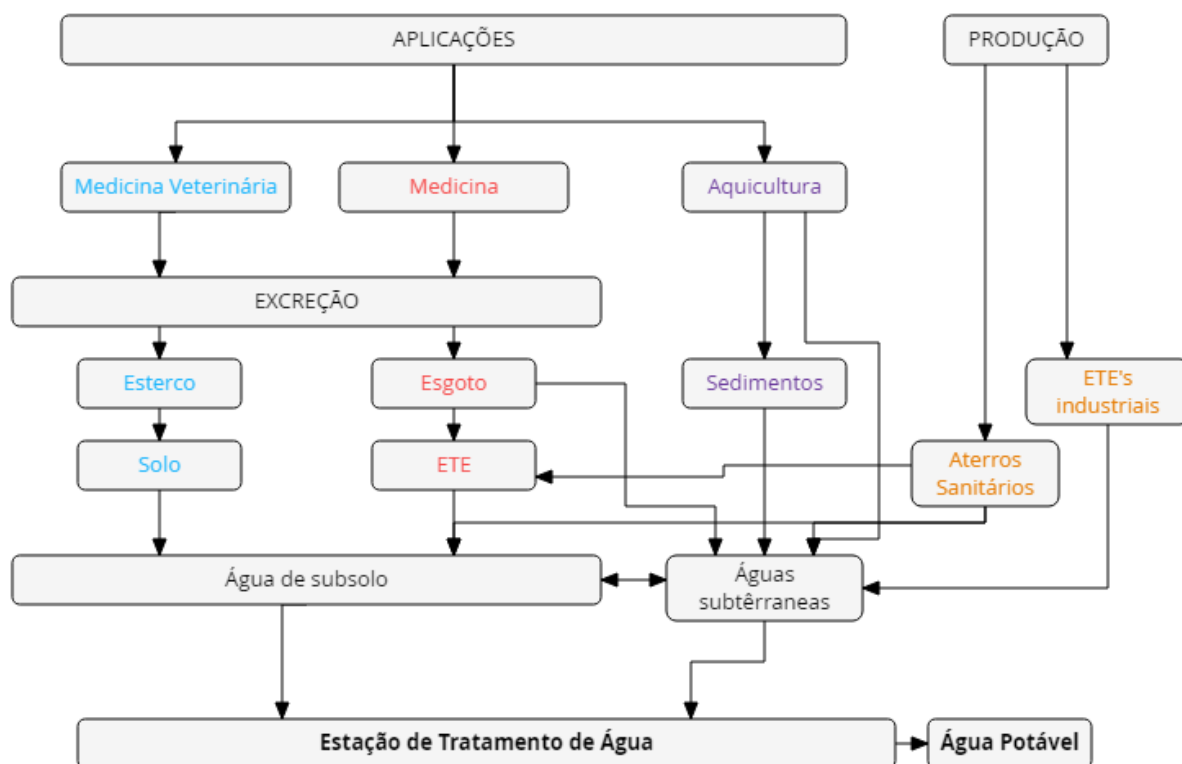 APLICAÇÕES
PRODUÇÃO
Medicina Veterinária
Medicina
Aquicultura
EXCREÇÃO
Esterco
Esgoto
Sedimentos
ETE's
industriais
Solo
ETE
Aterros
Sanitários
Água de subsolo
Águas
subtêrraneas
Estação de Tratamento de Água
Água Potável